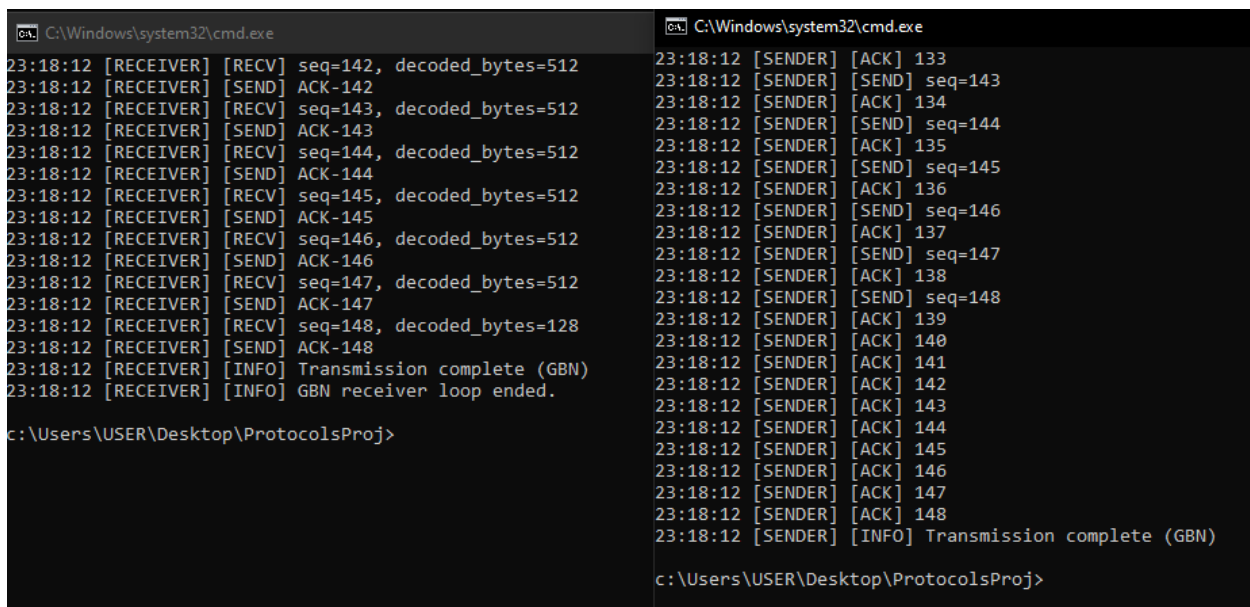 C:\Windows\system32\cmd.exe
23:18:12 [RECEIVER] [RECV] seq=142, decoded_bytes=512
23:18:12 [RECEIVER] [SEND] ACK-142
23:18:12 [RECEIVER] [RECV] seq=143, decoded_bytes=512
23:18:12 [RECEIVER] [SEND] ACK-143
23:18:12 [RECEIVER] [RECV] seq=144, decoded_bytes=512
23:18:12 [RECEIVER] [SEND] ACK-144
23:18:12 [RECEIVER] [RECV] seq=145, decoded_bytes=512
23:18:12 [RECEIVER] [SEND] ACK-145
23:18:12 [RECEIVER] [RECV] seq=146, decoded_bytes=512
23:18:12 [RECEIVER] [SEND] ACK-146
23:18:12 [RECEIVER] [RECV] seq=147, decoded_bytes=512
23:18:12 [RECEIVER] [SEND] ACK-147
23:18:12 [RECEIVER] [RECV] seq=148, decoded_bytes=128
23:18:12 [RECEIVER] [SEND] ACK-148
23:18:12 [RECEIVER] [INFO] Transmission complete (GBN)
23:18:12 [RECEIVER] [INFO] GBN receiver loop ended.
c:\Users\USER\Desktop\ProtocolsProj>
C:\Windows\system32\cmd.exe
23:18:12 [SENDER] [ACK] 133
23:18:12 [SENDER] [SEND] seq=143
23:18:12 [SENDER] [ACK] 134
23:18:12 [SENDER] [SEND] seq=144
23:18:12 [SENDER] [ACK] 135
23:18:12 [SENDER] [SEND] seq=145
23:18:12 [SENDER] [ACK] 136
23:18:12 [SENDER] [SEND] seq=146
23:18:12 [SENDER] [ACK] 137
23:18:12 [SENDER] [SEND] seq=147
23:18:12 [SENDER] [ACK] 138
23:18:12 [SENDER] [SEND] seq=148
23:18:12 [SENDER] [ACK] 139
23:18:12 [SENDER] [ACK] 140
23:18:12 [SENDER] [ACK] 141
23:18:12 [SENDER] [ACK] 142
23:18:12 [SENDER] [ACK] 143
23:18:12 [SENDER] [ACK] 144
23:18:12 [SENDER] [ACK] 145
23:18:12 [SENDER] [ACK] 146
23:18:12 [SENDER] [ACK] 147
23:18:12 [SENDER] [ACK] 148
23:18:12 [SENDER] [INFO] Transmission complete (GBN)
c:\Users\USER\Desktop\ProtocolsProj>